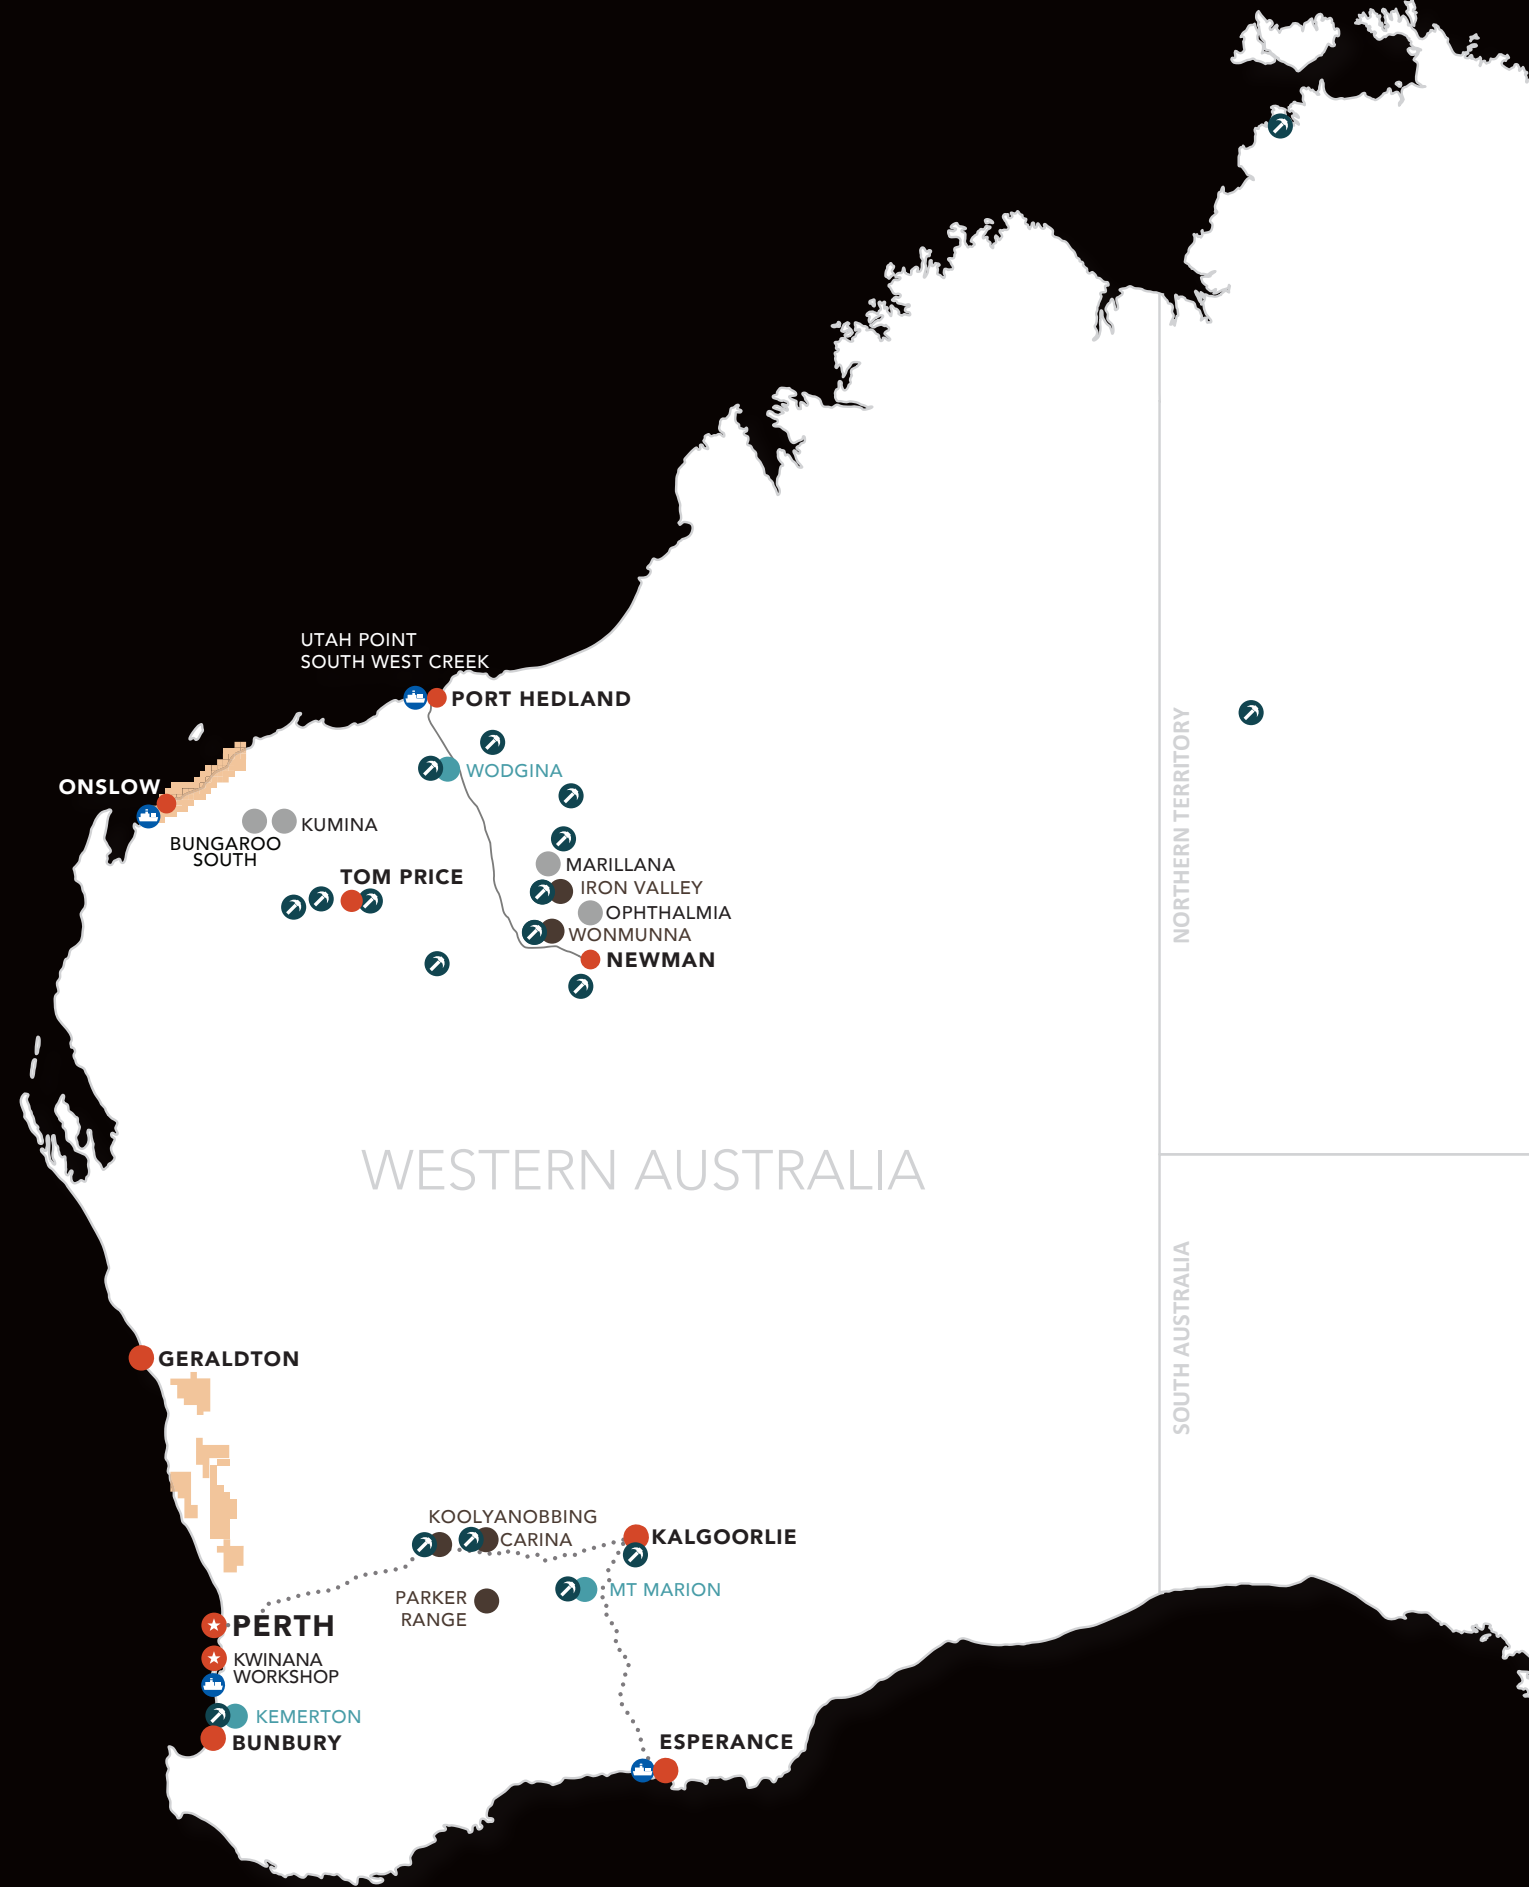 UTAH POINT
SOUTH WEST CREEK
PORT HEDLAND
WODGINA
ONSLOW
KUMINA
BUNGAROO
SOUTH
TOM PRICE
MARILLANA
IRON VALLEY
OPHTHALMIA
WONMUNNA
NEWMAN
NORTHERN TERRITORY
WESTERN AUSTRALIA
SOUTH AUSTRALIA
GERALDTON
KOOLYANOBBING
CARINA
KALGOORLIE
PARKER
RANGE
MT MARION
PERTH
KWINANA
WORKSHOP
KEMERTON
BUNBURY
ESPERANCE